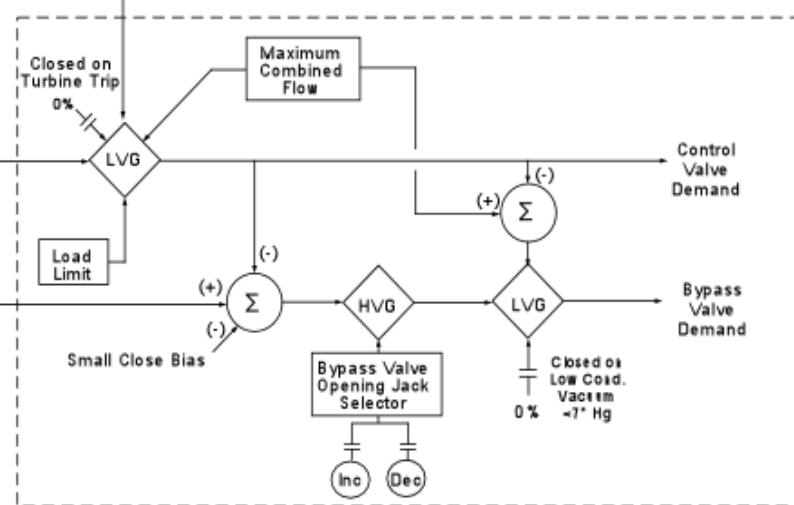 Maximum
Combined
Flow
Closed on
Turbine Trip
0%
LVG
Control
Valve
Demand
(-)
(+)
Σ
Load
Limit
(-)
(+)
Σ
(-)
Small Close Bias
HVG
LVG
Bypass
Valve
Demand
Bypass Valve
Opening Jack
Selector
Closed on
Low Cond.
Vacuum
<7" Hg
0%
Inc
Dec